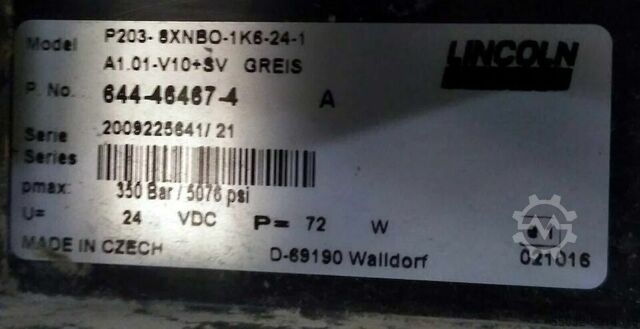 Model P203- 8XNBO-1K6-24-1 LINCOLN
A1.01-V10+SV GREIS
P. No. 644-46467-4 A
Serie 2009225641/ 21
Series
pmax: 350 Bar / 5076 psi
U= 24 VDC P= 72 W
MADE IN CZECH D-69190 Walldorf 021016